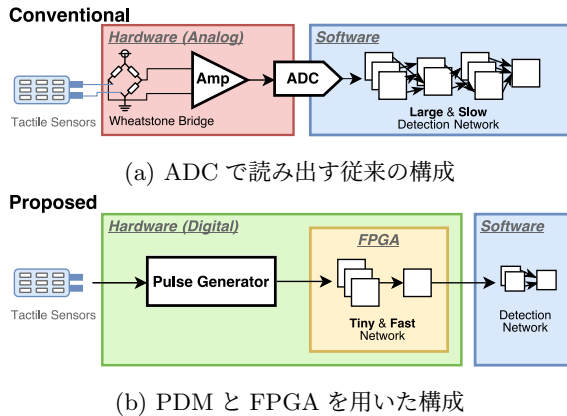 Conventional
Hardware (Analog)
Software
Amp
ADC
Tactile Sensors
Wheatstone Bridge
Large & Slow
Detection Network
(a) ADC で読み出す従来の構成
Proposed
Hardware (Digital)
FPGA
Software
Pulse Generator
Tactile Sensors
Tiny & Fast
Network
Detection
Network
(b) PDM と FPGA を用いた構成